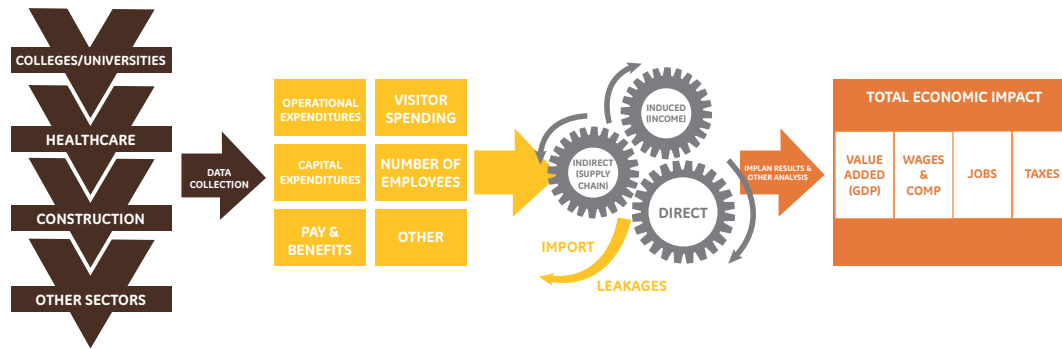 COLLEGES/UNIVERSITIES
HEALTHCARE
CONSTRUCTION
OTHER SECTORS
DATA
COLLECTION
OPERATIONAL
EXPENDITURES
VISITOR
SPENDING
CAPITAL
EXPENDITURES
NUMBER OF
EMPLOYEES
PAY &
BENEFITS
OTHER
INDUCED
(INCOME)
INDIRECT
(SUPPLY
CHAIN)
DIRECT
IMPORT
LEAKAGES
IMPLAN RESULTS &
OTHER ANALYSIS
TOTAL ECONOMIC IMPACT
VALUE
ADDED
(GDP)
WAGES
&
COMP
JOBS
TAXES